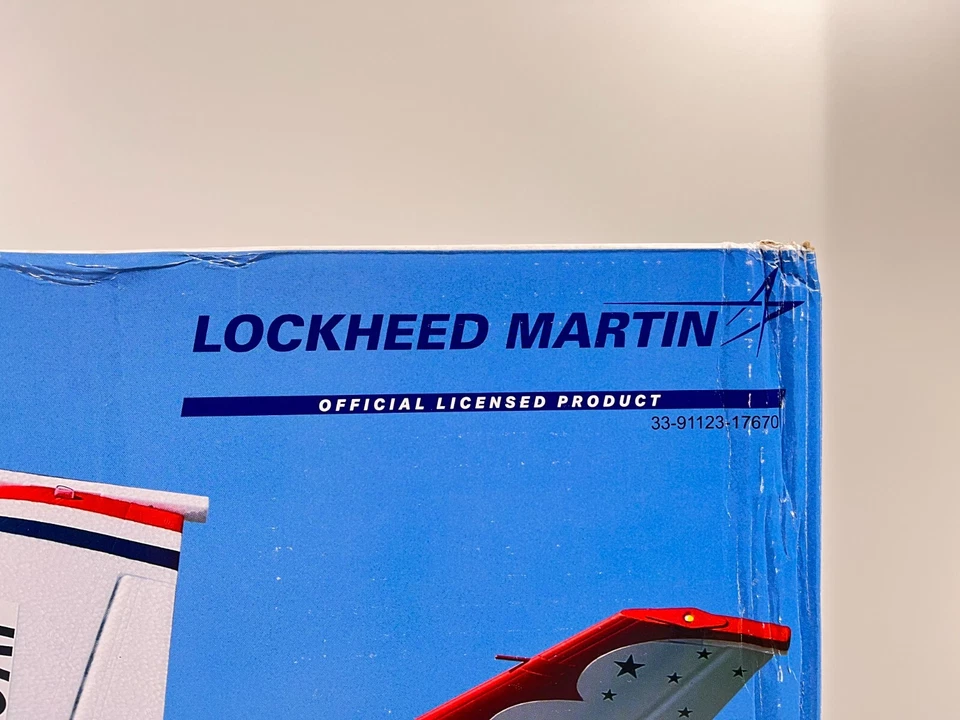 LOCKHEED MARTIN
OFFICIAL LICENSED PRODUCT
33-91123-17670